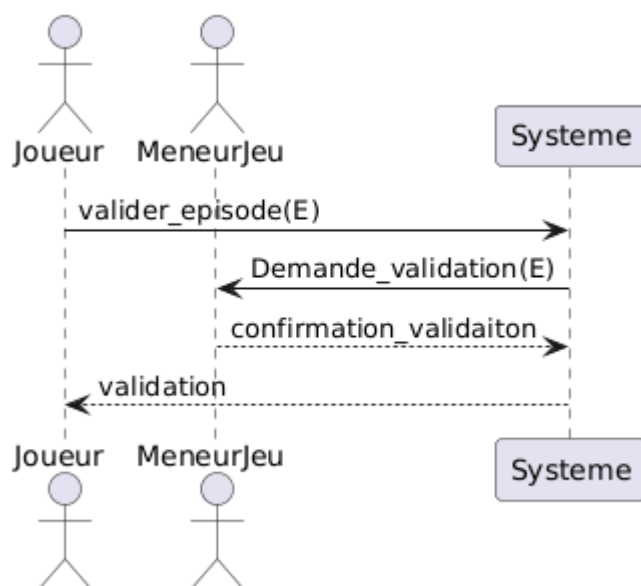 Joueur
MeneurJeu
Systeme
valider_episode(E)
Demande_validation(E)
confirmation_validaiton
validation
Joueur
MeneurJeu
Systeme